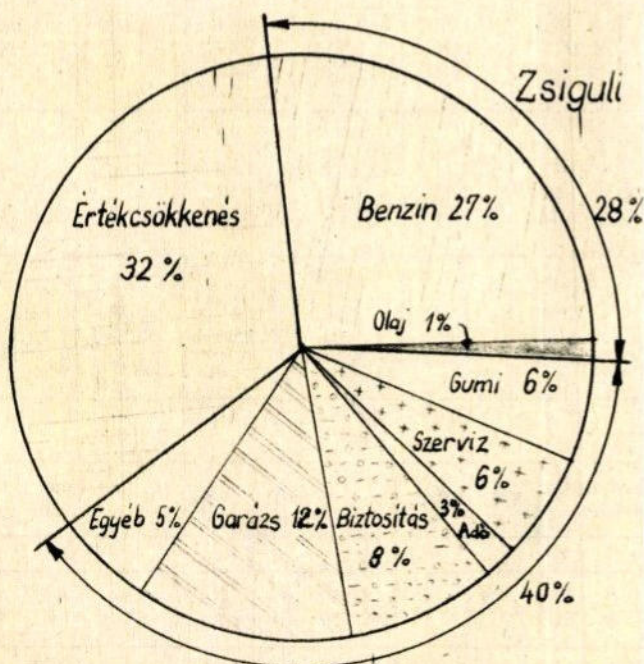 Zsiguli
Értékcsökkenés
32 %
Benzin 27%
28%
Olaj 1%
Gumi 6%
Szerviz
6%
3%
Adó
Biztosítás
8 %
Garázs 12%
Egyéb 5%
40%